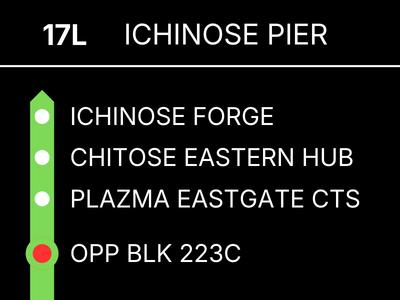 17L ICHINOSE PIER
ICHINOSE FORGE
CHITOSE EASTERN HUB
PLAZMA EASTGATE CTS
OPP BLK 223C